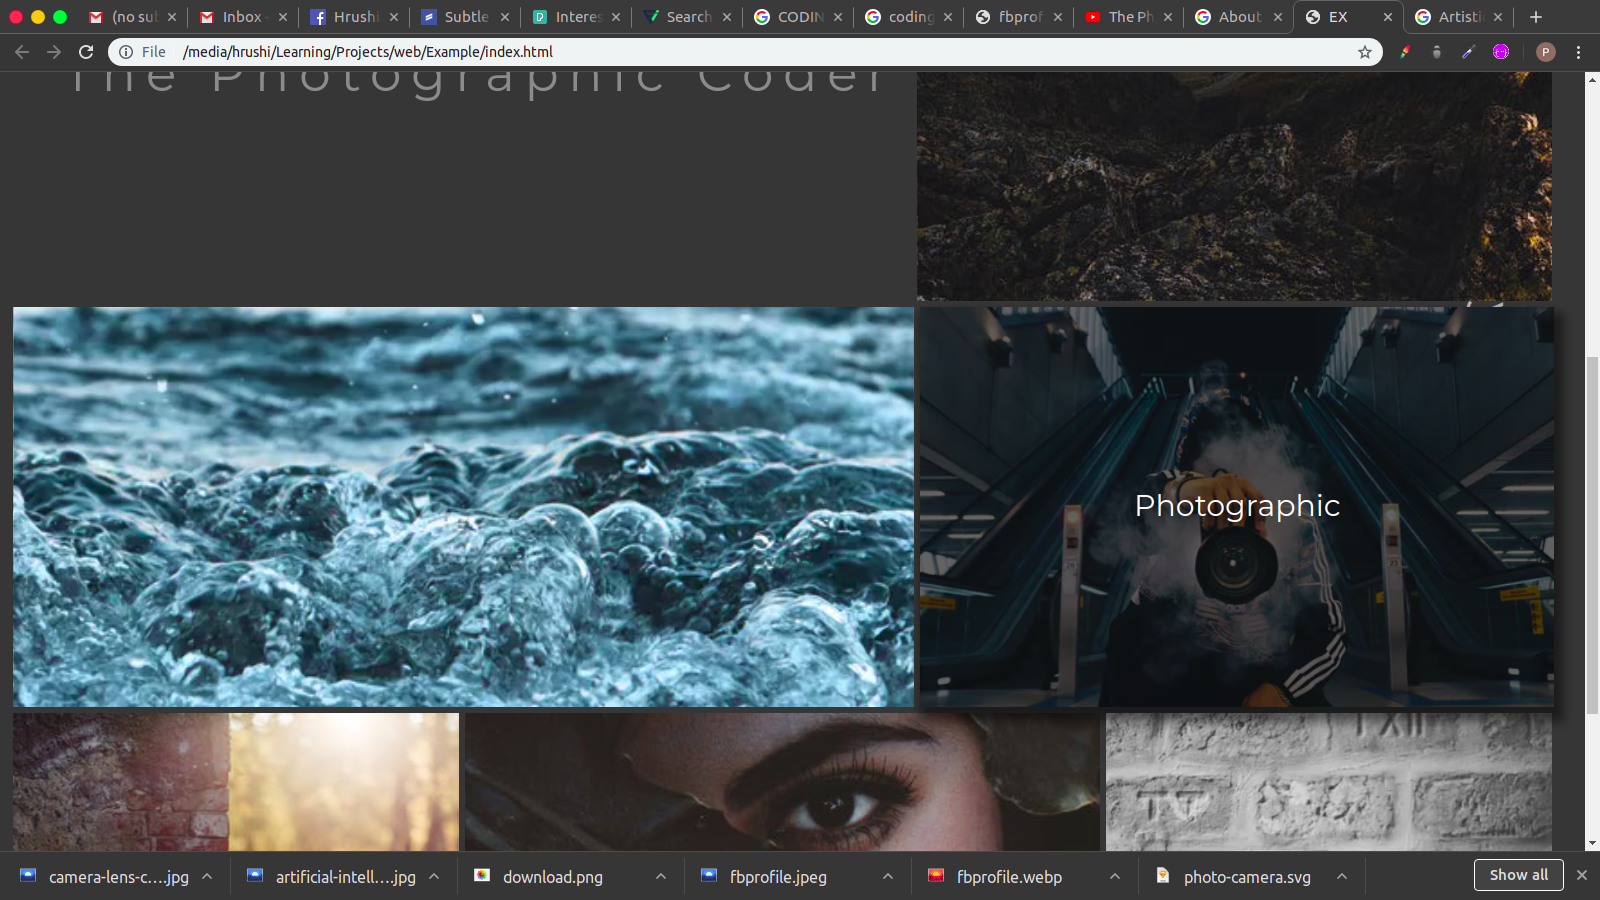 (no sub
Inbox -
Hrushi
Subtle
Interes
Search
CODIN
coding
fbprof
The Ph
About
EX
Artisti
File
/media/hrushi/Learning/Projects/web/Example/index.html
P
The Photographic Coder
Photographic
camera-lens-c....jpg
artificial-intell....jpg
download.png
fbprofile.jpeg
fbprofile.webp
photo-camera.svg
Show all